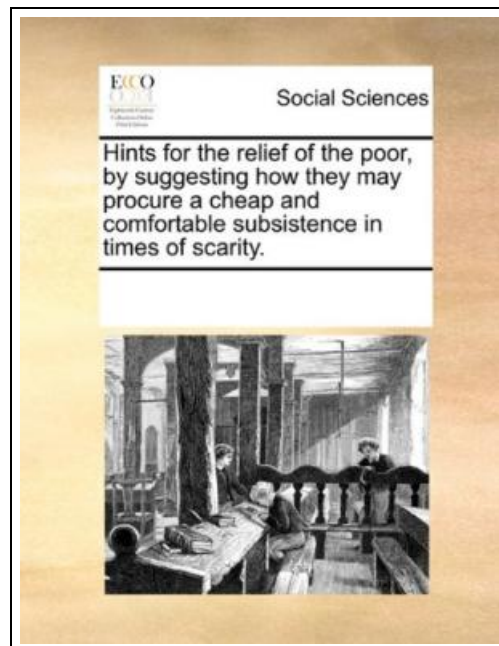 ECCO
Social Sciences
Hints for the relief of the poor,
by suggesting how they may
procure a cheap and
comfortable subsistence in
times of scarity.